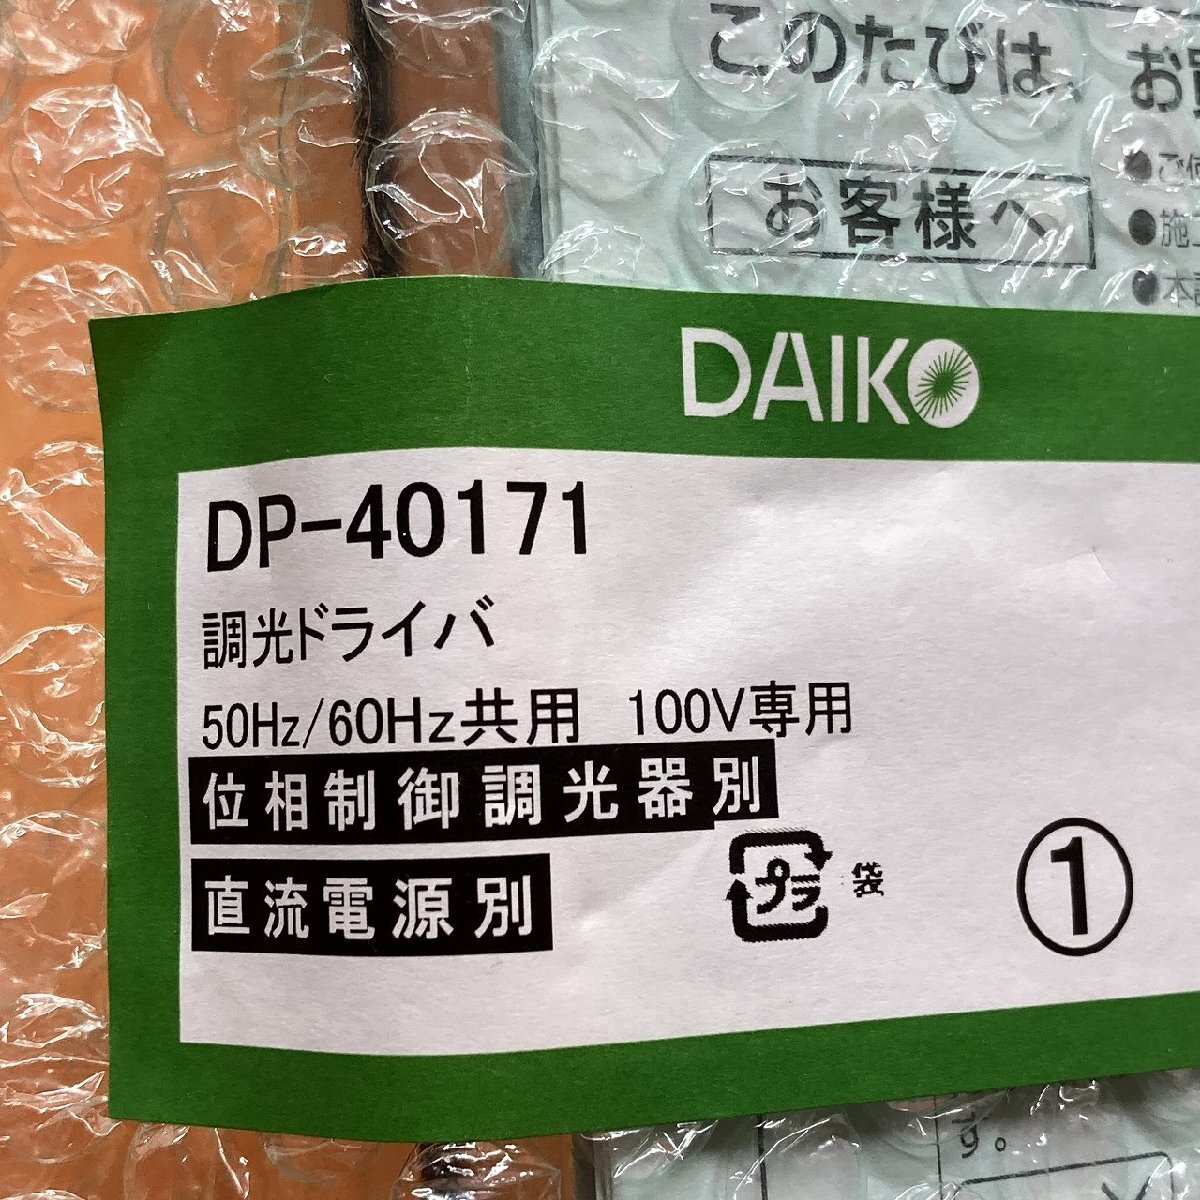 このたびは、
お客様へ
●施
DAIKO
DP-40171
調光ドライバ
50Hz/60Hz共用 100V専用
位相制御調光器別
直流電源別
プラ 袋
①
す。